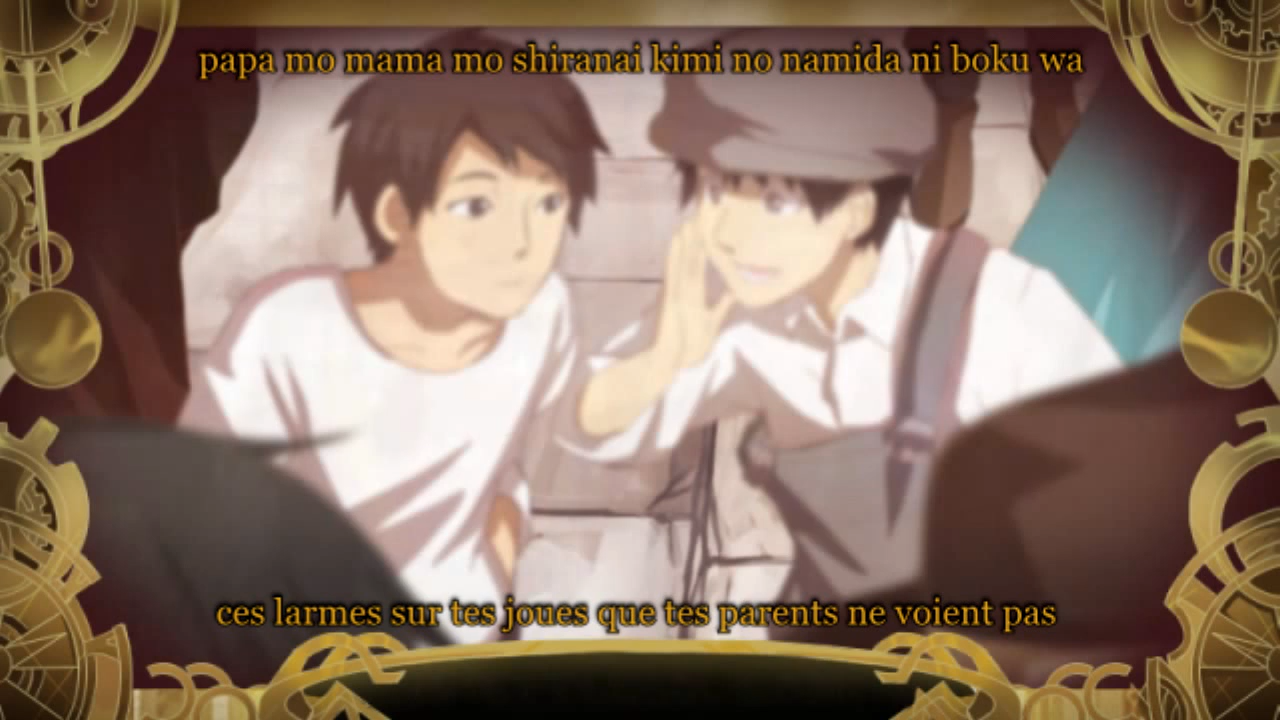 papa mo mama mo shiranai kimi no namida ni boku wa
ces larmes sur tes joues que tes parents ne voient pas